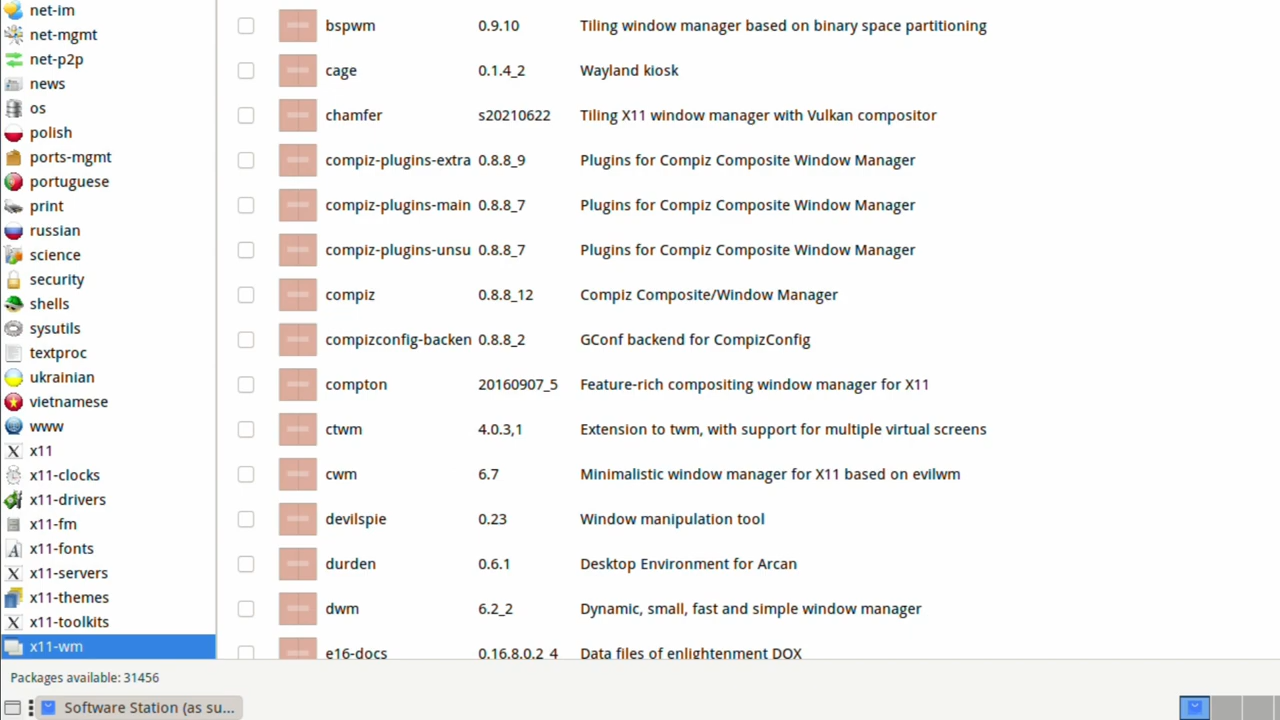 net-im
net-mgmt
net-p2p
news
os
polish
ports-mgmt
portuguese
print
russian
science
security
shells
sysutils
textproc
ukrainian
vietnamese
www
x11
x11-clocks
x11-drivers
x11-fm
x11-fonts
x11-servers
x11-themes
x11-toolkits
x11-wm
bspwm 0.9.10 Tiling window manager based on binary space partitioning
cage 0.1.4_2 Wayland kiosk
chamfer s20210622 Tiling X11 window manager with Vulkan compositor
compiz-plugins-extra 0.8.8_9 Plugins for Compiz Composite Window Manager
compiz-plugins-main 0.8.8_7 Plugins for Compiz Composite Window Manager
compiz-plugins-unsu 0.8.8_7 Plugins for Compiz Composite Window Manager
compiz 0.8.8_12 Compiz Composite/Window Manager
compizconfig-backen 0.8.8_2 GConf backend for CompizConfig
compton 20160907_5 Feature-rich compositing window manager for X11
ctwm 4.0.3,1 Extension to twm, with support for multiple virtual screens
cwm 6.7 Minimalistic window manager for X11 based on evilwm
devilspie 0.23 Window manipulation tool
durden 0.6.1 Desktop Environment for Arcan
dwm 6.2_2 Dynamic, small, fast and simple window manager
e16-docs 0.16.8.0.2_4 Data files of enlightenment DOX
Packages available: 31456
Software Station (as su...